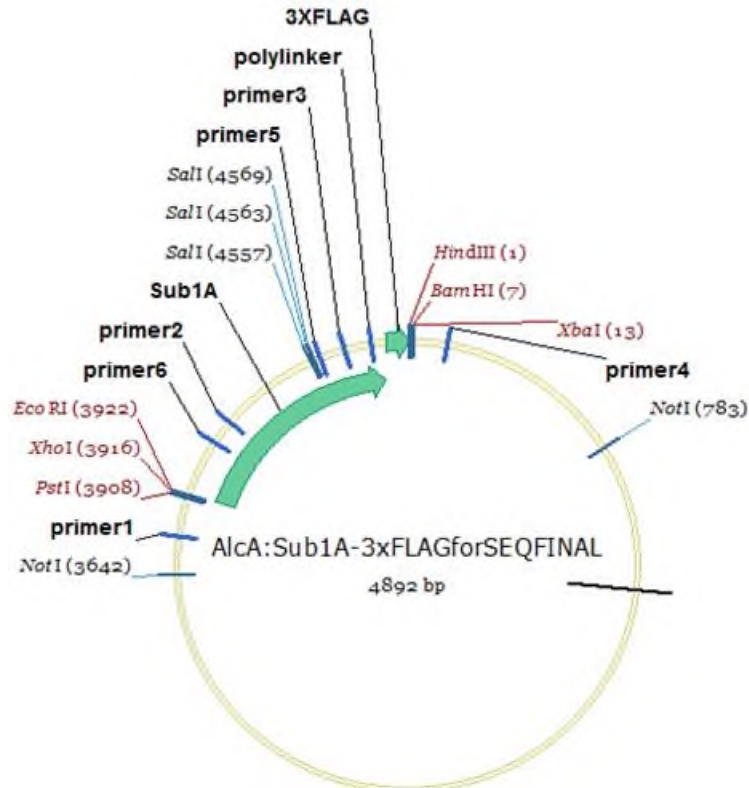 3XFLAG
polylinker
primer3
primer5
SalI (4569)
SalI (4563)
SalI (4557)
Sub1A
primer2
primer6
EcoRI (3922)
XhoI (3916)
PstI (3908)
primer1
NotI (3642)
HindIII (1)
BamHI (7)
XbaI (13)
primer4
NotI (783)
AlcA:Sub1A-3xFLAGforSEQFINAL
4892 bp